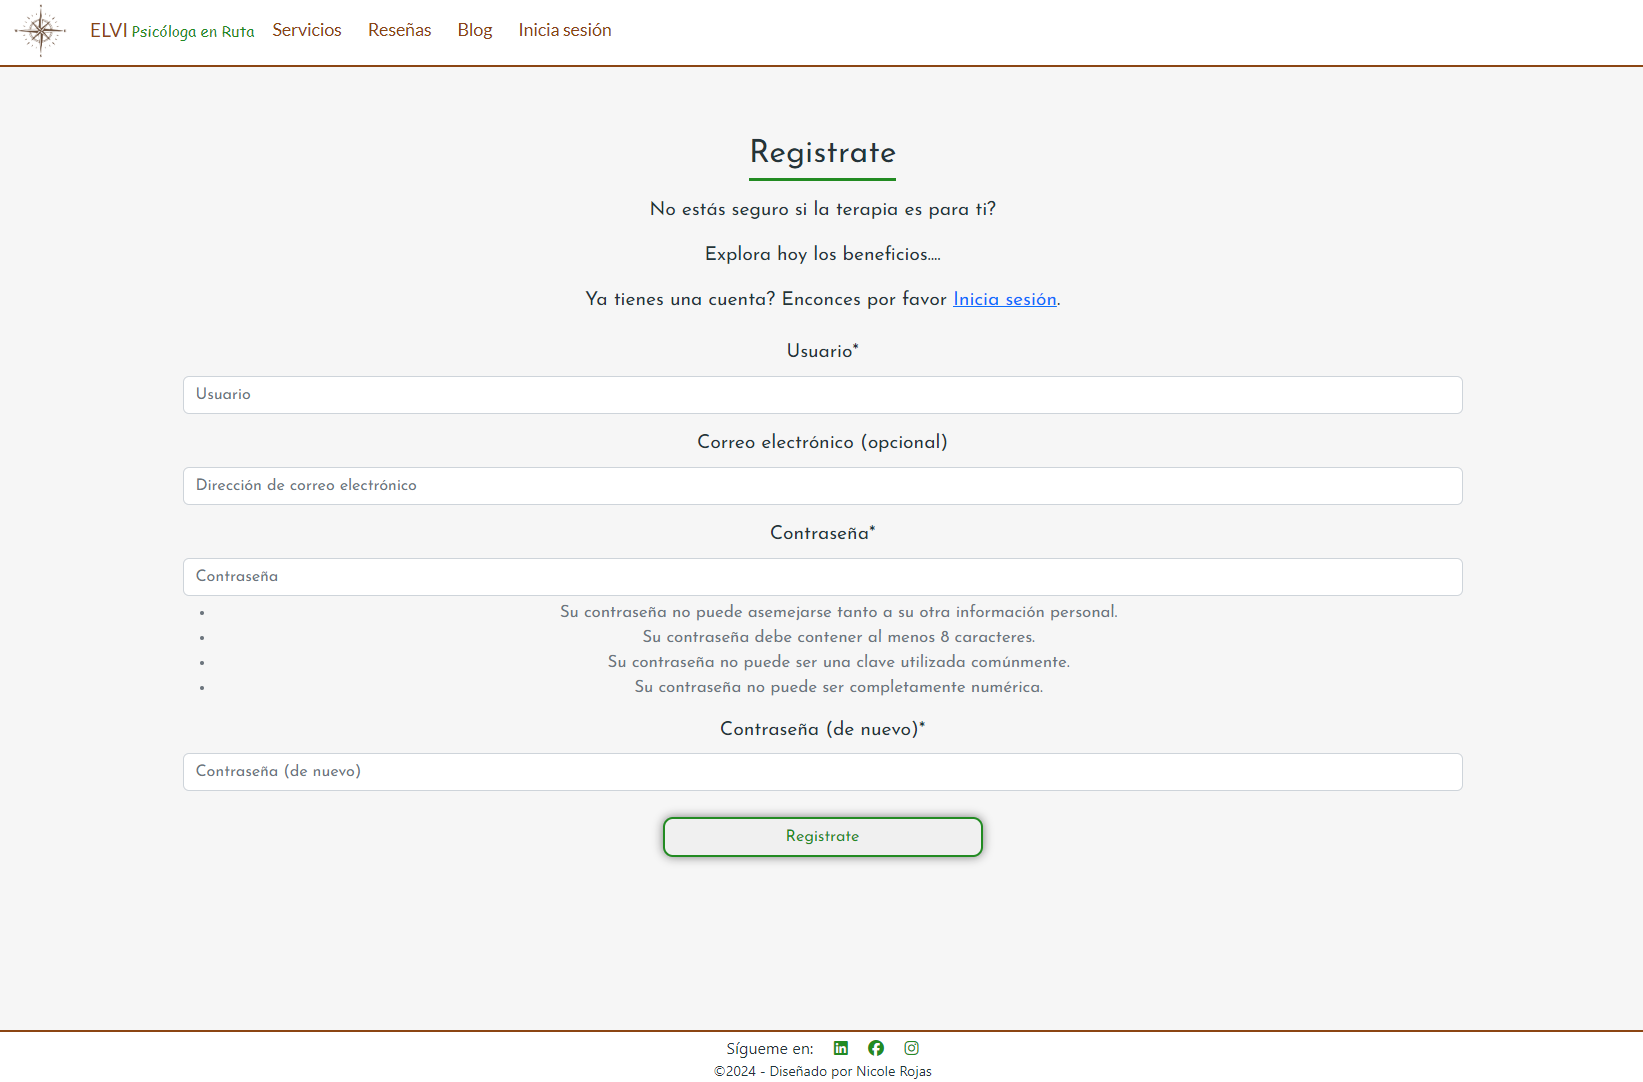 ELVI Psicóloga en Ruta Servicios Reseñas Blog Inicia sesión
Registrate
No estás seguro si la terapia es para ti?
Explora hoy los beneficios....
Ya tienes una cuenta? Enconces por favor Inicia sesión.
Usuario*
Usuario
Correo electrónico (opcional)
Dirección de correo electrónico
Contraseña*
Contraseña
• Su contraseña no puede asemejarse tanto a su otra información personal.
• Su contraseña debe contener al menos 8 caracteres.
• Su contraseña no puede ser una clave utilizada comúnmente.
• Su contraseña no puede ser completamente numérica.
Contraseña (de nuevo)*
Contraseña (de nuevo)
Registrate
Sígueme en:
©2024 - Diseñado por Nicole Rojas